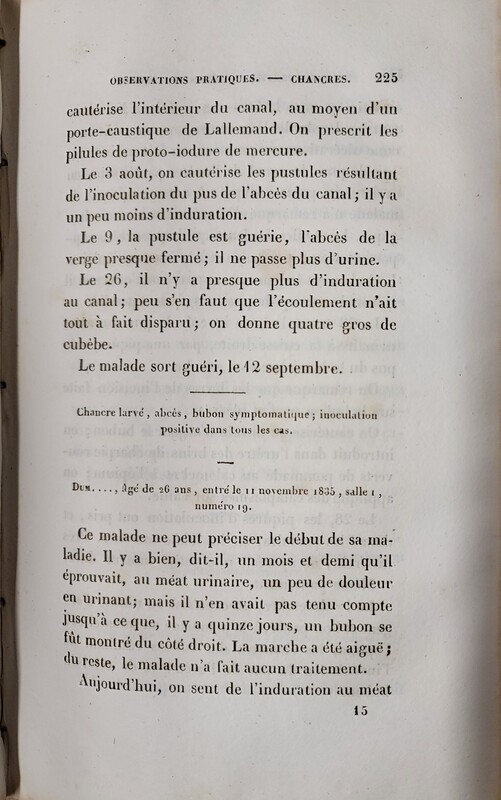 OBSERVATIONS PRATIQUES. — CHANCRES. 225
cautérise l'intérieur du canal, au moyen d'un
porte-caustique de Lallemand. On prescrit les
pilules de proto-iodure de mercure.
Le 3 août, on cautérise les pustules résultant
de l'inoculation du pus de l'abcès du canal; il y a
un peu moins d'induration.
Le 9, la pustule est guérie, l'abcès de la
verge presque fermé; il ne passe plus d'urine.
Le 26, il n'y a presque plus d'induration
au canal; peu s'en faut que l'écoulement n'ait
tout à fait disparu; on donne quatre gros de
cubèbe.
Le malade sort guéri, le 12 septembre.
Chancre larvé, abcès, bubon symptomatique; inoculation
positive dans tous les cas.
Dum...., âgé de 26 ans, entré le 11 novembre 1835, salle 1,
numéro 19.
Ce malade ne peut préciser le début de sa ma-
ladie. Il y a bien, dit-il, un mois et demi qu'il
éprouvait, au méat urinaire, un peu de douleur
en urinant; mais il n'en avait pas tenu compte
jusqu'à ce que, il y a quinze jours, un bubon se
fût montré du côté droit. La marche a été aiguë;
du reste, le malade n'a fait aucun traitement.
Aujourd'hui, on sent de l'induration au méat
15